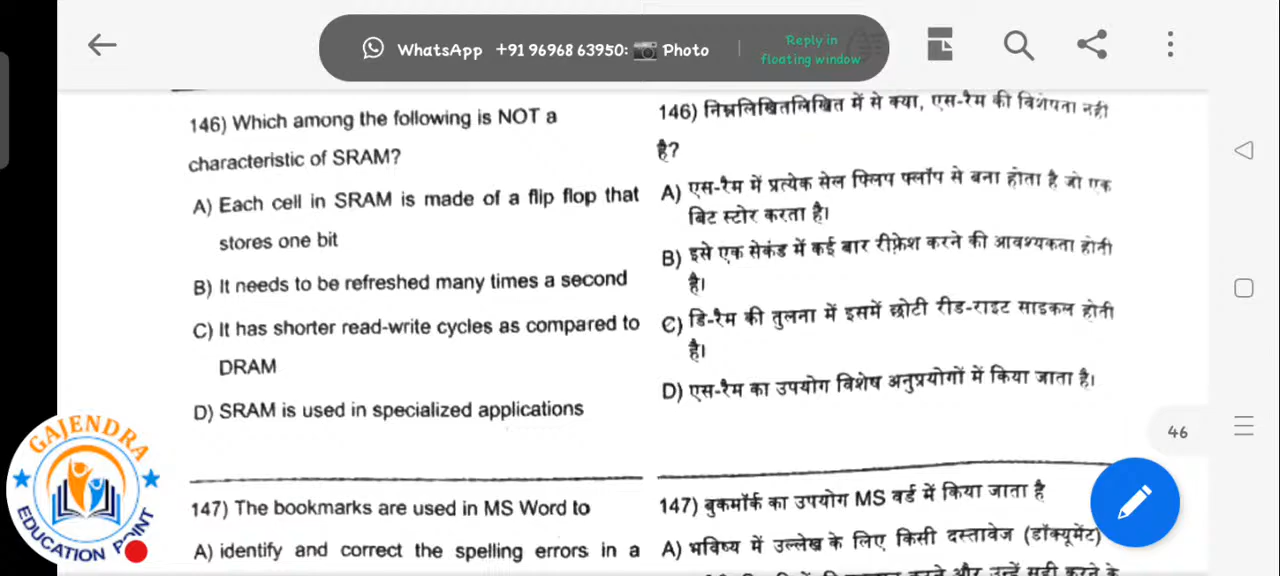 WhatsApp +91 96968 63950: 📷 Photo
Reply in
floating window
146) Which among the following is NOT a
characteristic of SRAM?
A) Each cell in SRAM is made of a flip flop that
stores one bit
B) It needs to be refreshed many times a second
C) It has shorter read-write cycles as compared to
DRAM
D) SRAM is used in specialized applications
147) The bookmarks are used in MS Word to
A) identify and correct the spelling errors in a
146) निम्नलिखितलिखित में से क्या, एस-रैम की विशेषता नही
है?
A) एस-रैम में प्रत्येक सेल फ्लिप फ्लॉप से बना होता है जो एक
बिट स्टोर करता है।
B) इसे एक सेकंड में कई बार रीफ़्रेश करने की आवश्यकता होती
है।
C) डि-रैम की तुलना में इसमें छोटी रीड-राइट साइकल होती
है।
D) एस-रैम का उपयोग विशेष अनुप्रयोगों में किया जाता है।
147) बुकमॉर्क का उपयोग MS वर्ड में किया जाता है
A) भविष्य में उल्लेख के लिए किसी दस्तावेज (डॉक्यूमेंट)
46
GAJENDRA
EDUCATION POINT